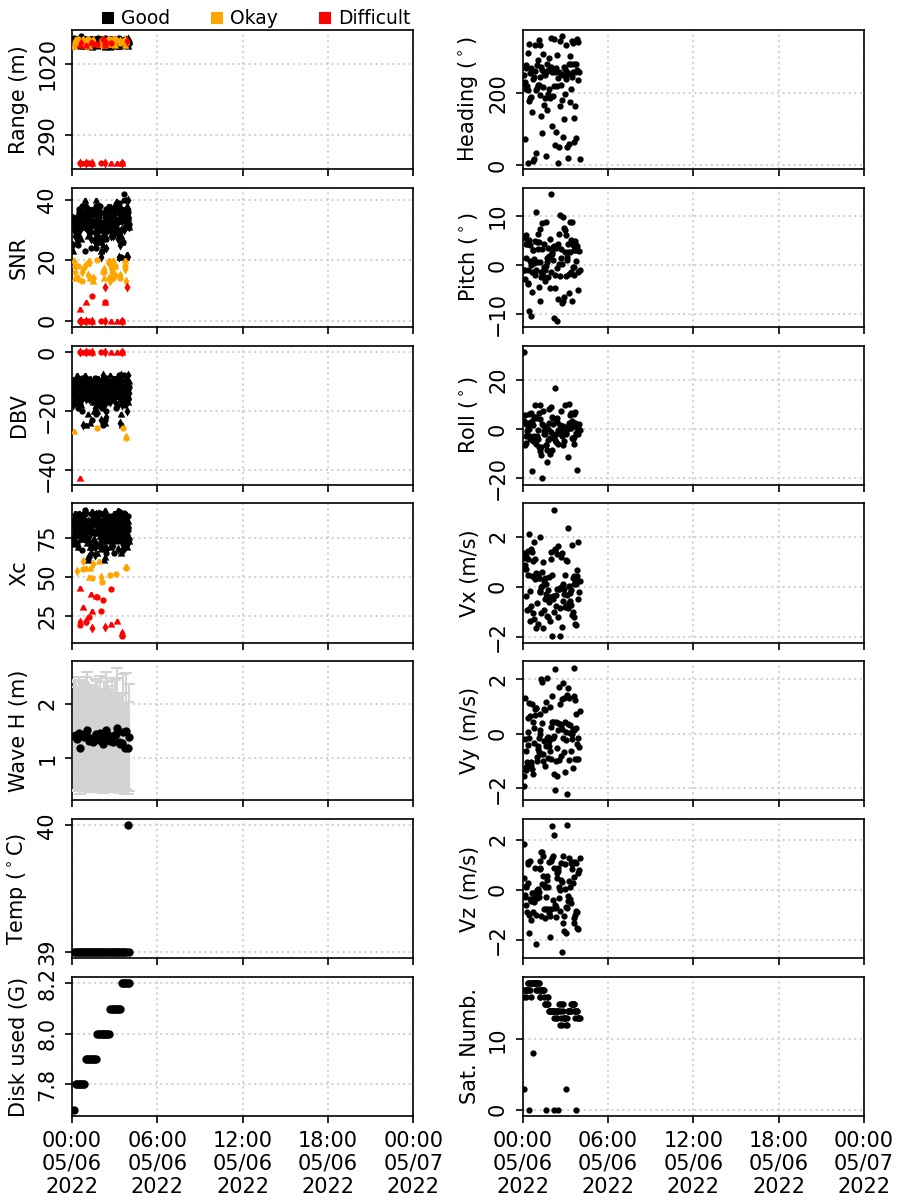 Good Okay Difficult
Range (m)
1020
290
Heading (°)
200
0
SNR
40
20
0
Pitch (°)
10
0
−10
DBV
0
−20
−40
Roll (°)
20
0
−20
Xc
75
50
25
Vx (m/s)
2
0
−2
Wave H (m)
2
1
Vy (m/s)
2
0
−2
Temp (°C)
40
39
Vz (m/s)
2
0
−2
Disk used (G)
8.2
8.0
7.8
Sat. Numb.
10
0
00:00 06:00 12:00 18:00 00:00
05/06 05/06 05/06 05/06 05/07
2022 2022 2022 2022 2022
00:00 06:00 12:00 18:00 00:00
05/06 05/06 05/06 05/06 05/07
2022 2022 2022 2022 2022